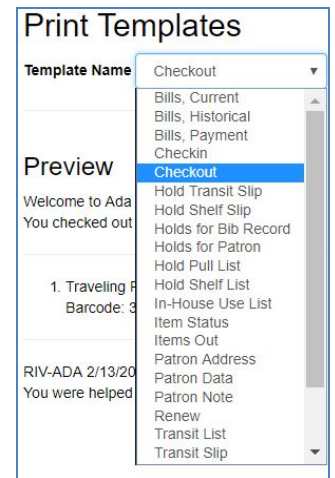 Print Templates
Template Name Checkout
Bills, Current
Bills, Historical
Bills, Payment
Checkin
Checkout
Hold Transit Slip
Hold Shelf Slip
Holds for Bib Record
Holds for Patron
Hold Pull List
Hold Shelf List
In-House Use List
Item Status
Items Out
Patron Address
Patron Data
Patron Note
Renew
Transit List
Transit Slip
Preview
Welcome to Ada
You checked out
1. Traveling
Barcode: 3
RIV-ADA 2/13/20
You were helped